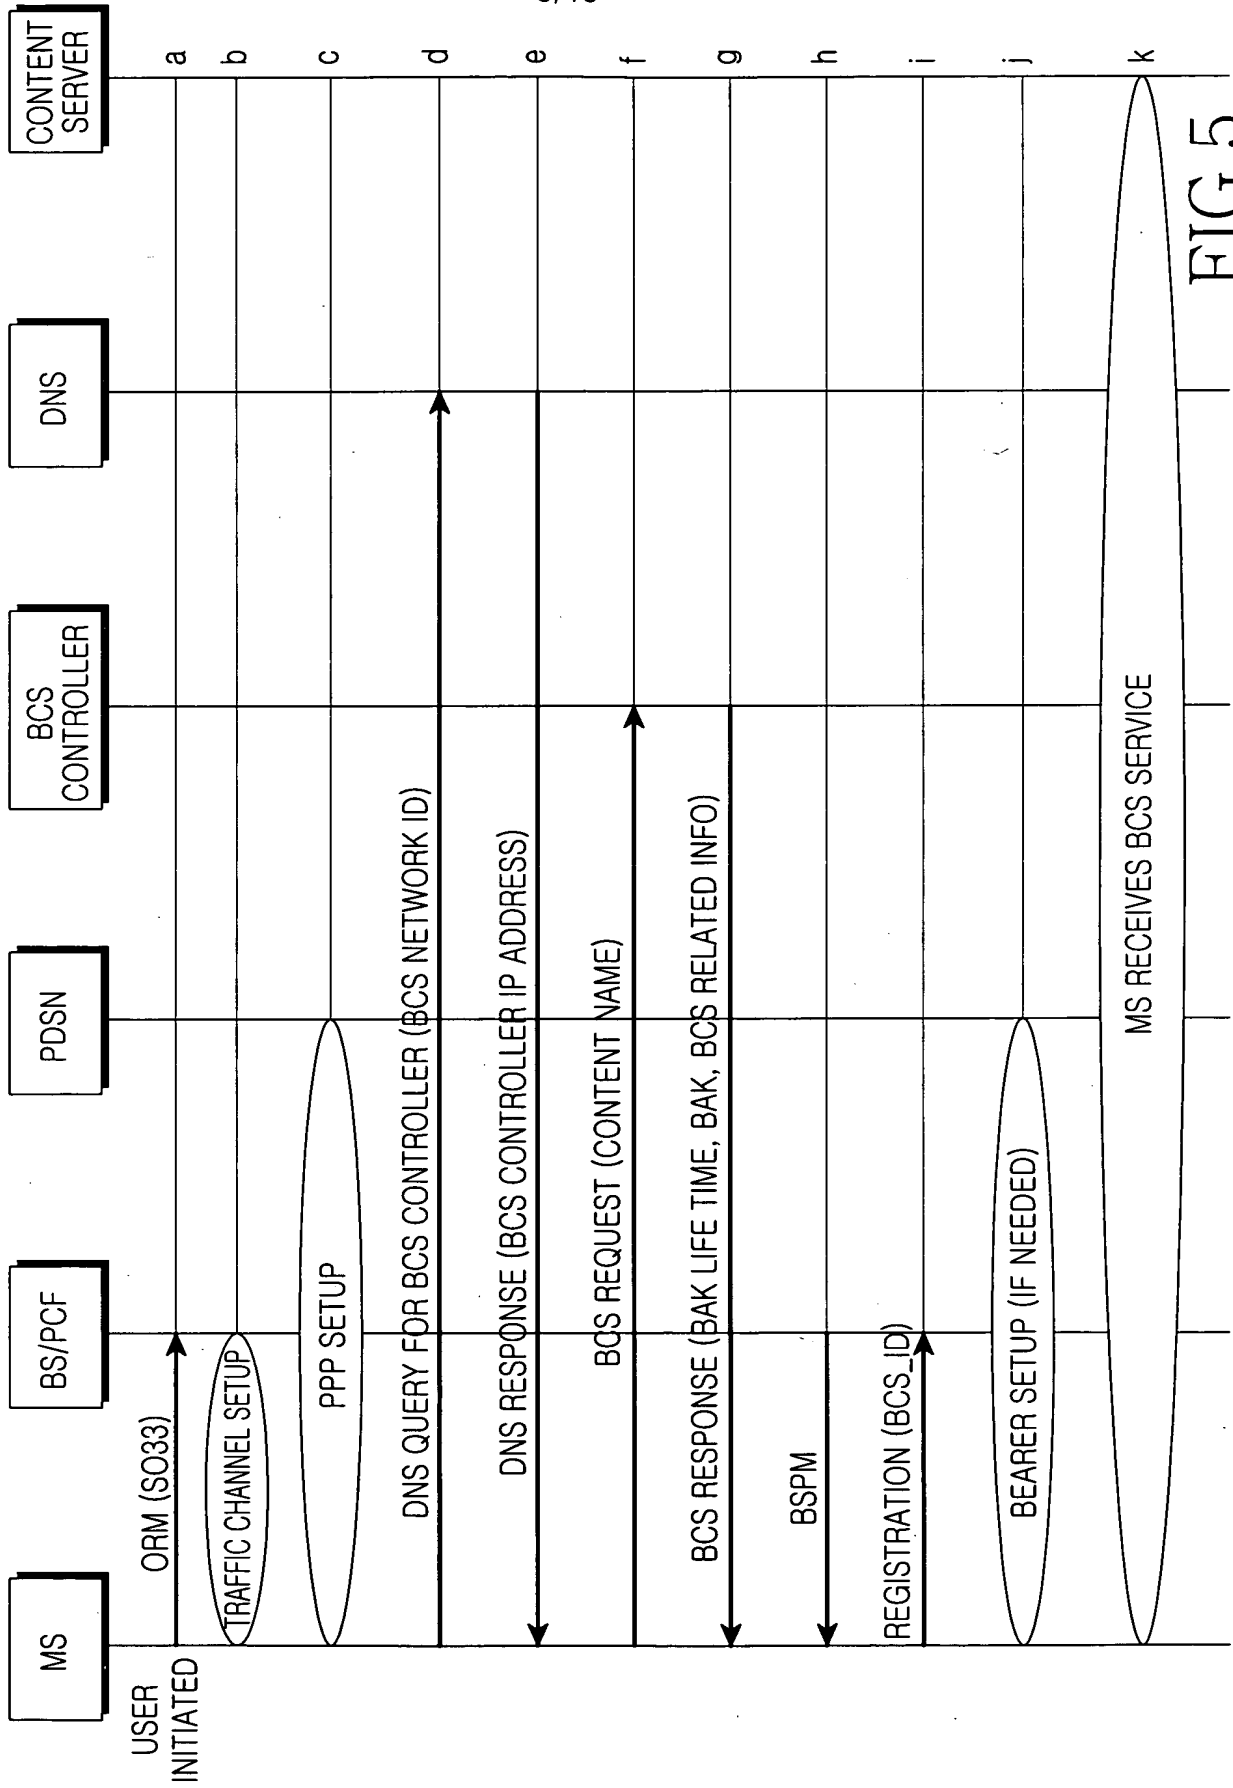 MS
BS/PCF
PDSN
BCS
CONTROLLER
DNS
CONTENT
SERVER
USER
INITIATED
ORM (SO33)
a
TRAFFIC CHANNEL SETUP
b
PPP SETUP
c
DNS QUERY FOR BCS CONTROLLER (BCS NETWORK ID)
d
DNS RESPONSE (BCS CONTROLLER IP ADDRESS)
e
BCS REQUEST (CONTENT NAME)
f
BCS RESPONSE (BAK LIFE TIME, BAK, BCS RELATED INFO)
g
BSPM
h
REGISTRATION (BCS_ID)
i
BEARER SETUP (IF NEEDED)
j
MS RECEIVES BCS SERVICE
k
FIG.5